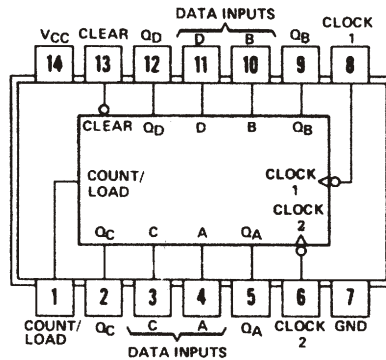 DATA INPUTS
VCC CLEAR QD D B QB CLOCK 1
14 13 12 11 10 9 8
CLEAR QD D B QB
COUNT/
LOAD
CLOCK
1
CLOCK
2
QC C A QA
1 2 3 4 5 6 7
COUNT/
LOAD
QC C A QA CLOCK 2 GND
DATA INPUTS